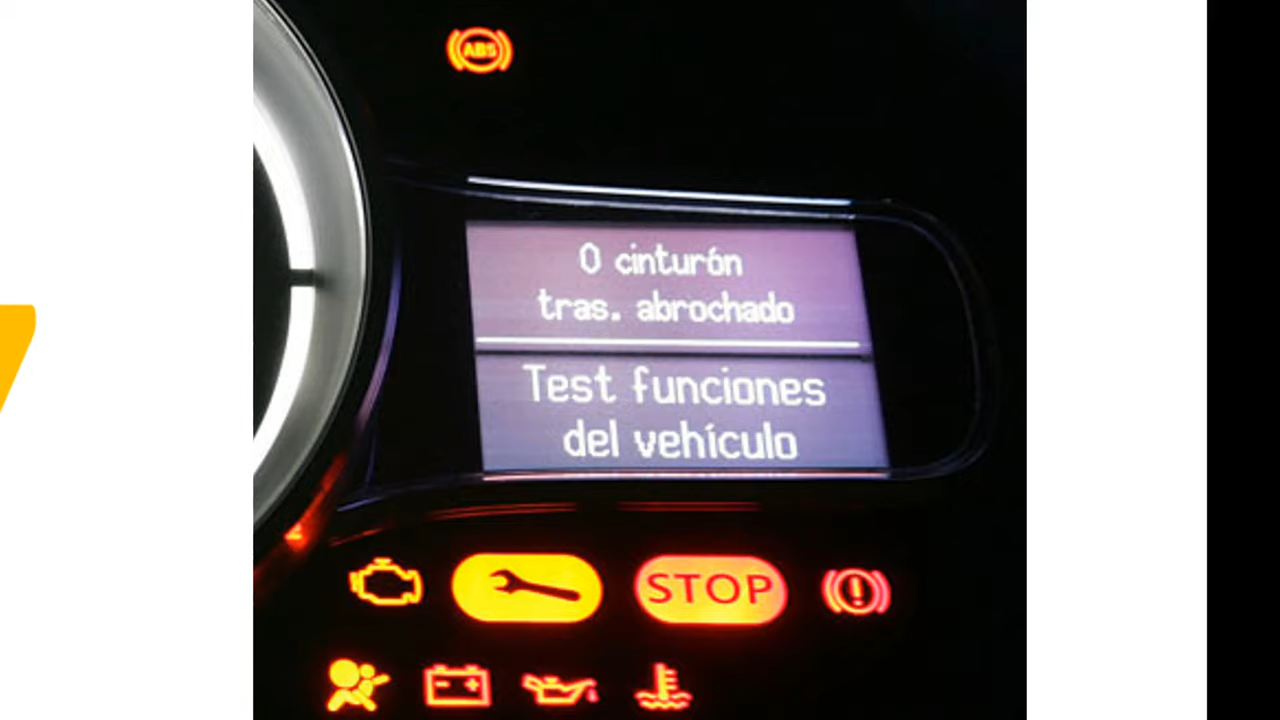 ABS
0 cinturón
tras. abrochado
Test funciones
del vehículo
STOP